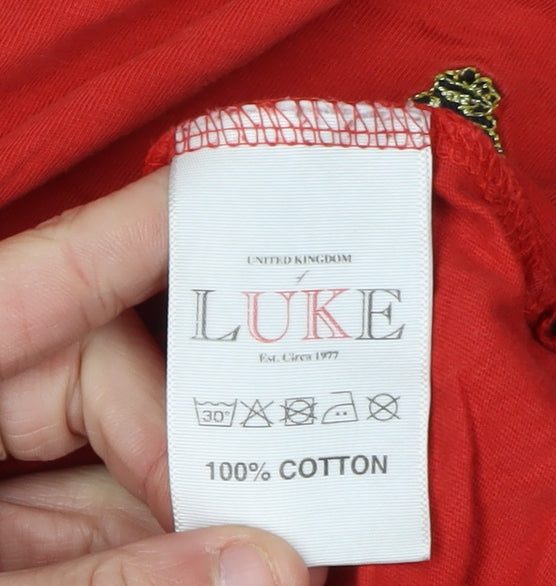 UNITED KINGDOM
of
LUKE
Est. Circa 1977
30°
100% COTTON